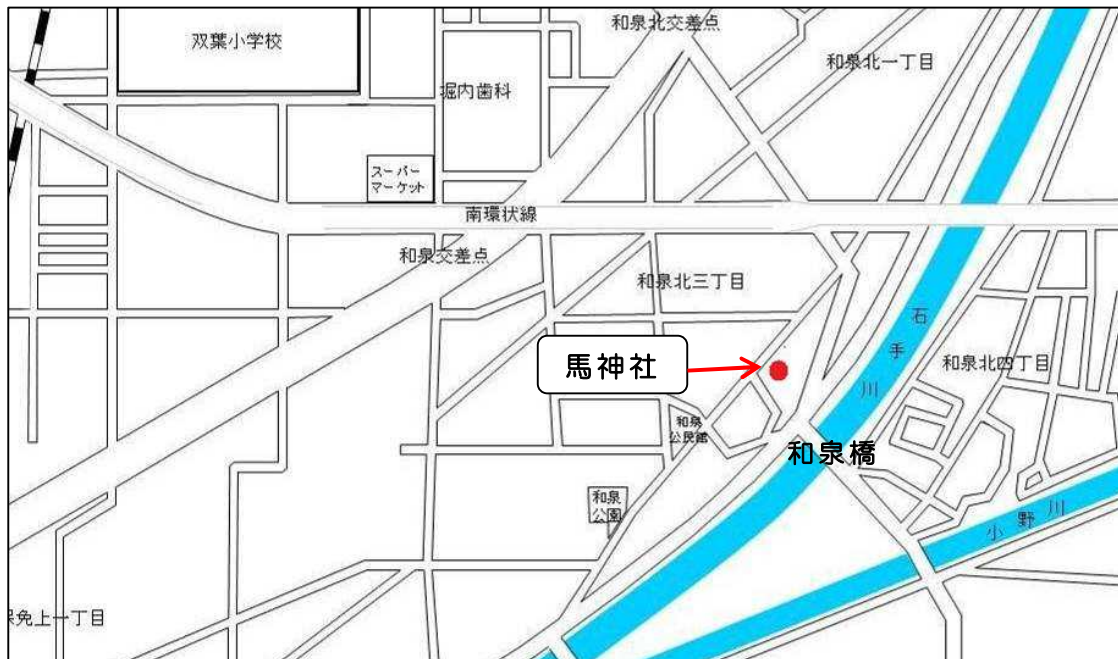 和泉北交差点
双葉小学校
和泉北一丁目
堀内歯科
スーパー
マーケット
南環状線
和泉交差点
和泉北三丁目
石手川
馬神社
和泉北四丁目
和泉
公民館
和泉橋
和泉
公園
小野川
免上一丁目